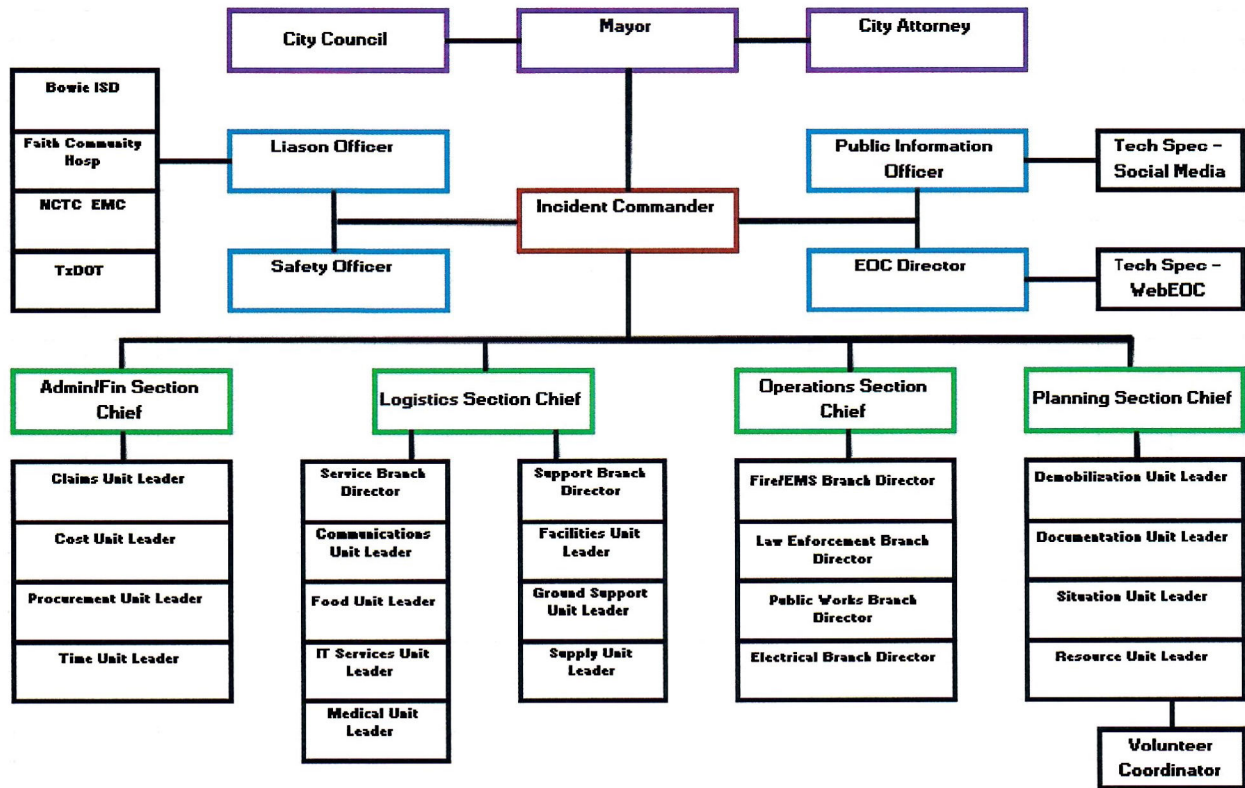 City Council
Mayor
City Attorney
Bowie ISD
Faith Community
Hosp
NCTC EMC
TxDOT
Liason Officer
Safety Officer
Incident Commander
Public Information
Officer
EOC Director
Tech Spec -
Social Media
Tech Spec -
WebEOC
Admin/Fin Section
Chief
Claims Unit Leader
Cost Unit Leader
Procurement Unit Leader
Time Unit Leader
Logistics Section Chief
Service Branch
Director
Communications
Unit Leader
Food Unit Leader
IT Services Unit
Leader
Medical Unit
Leader
Support Branch
Director
Facilities Unit
Leader
Ground Support
Unit Leader
Supply Unit
Leader
Operations Section
Chief
Fire/EMS Branch Director
Law Enforcement Branch
Director
Public Works Branch
Director
Electrical Branch Director
Planning Section Chief
Demobilization Unit Leader
Documentation Unit Leader
Situation Unit Leader
Resource Unit Leader
Volunteer
Coordinator